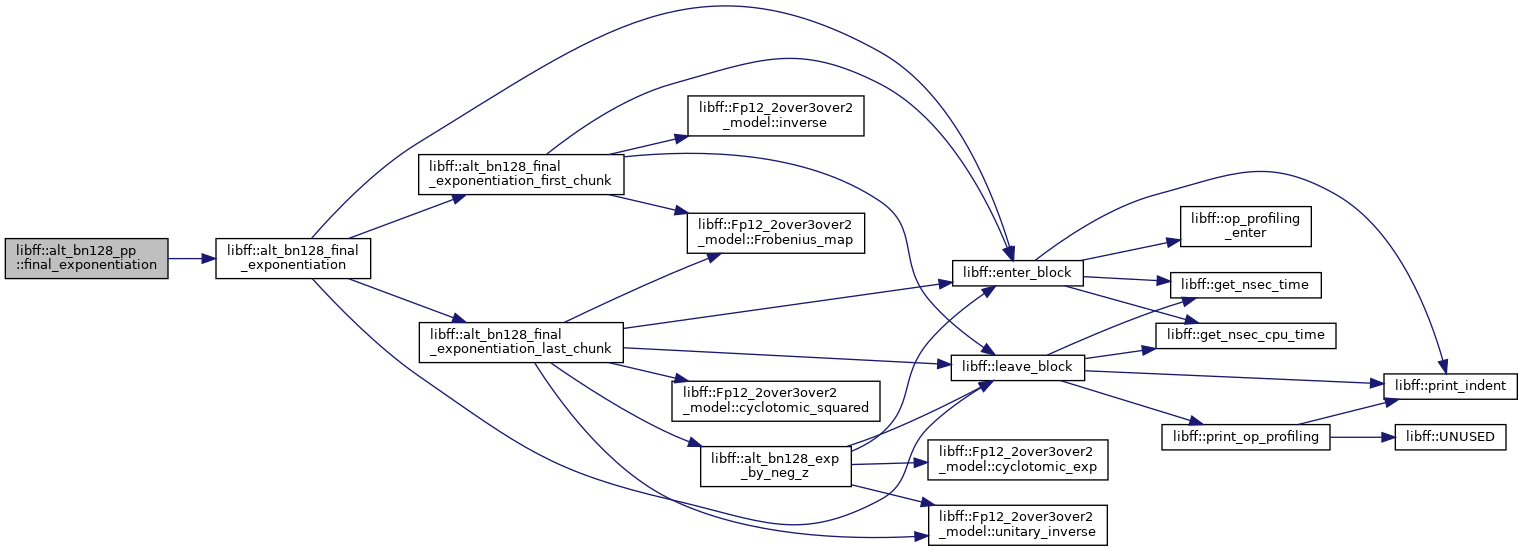 libff::alt_bn128_pp
::final_exponentiation
libff::alt_bn128_final
_exponentiation
libff::alt_bn128_final
_exponentiation_first_chunk
libff::alt_bn128_final
_exponentiation_last_chunk
libff::Fp12_2over3over2
_model::inverse
libff::Fp12_2over3over2
_model::Frobenius_map
libff::Fp12_2over3over2
_model::cyclotomic_squared
libff::alt_bn128_exp
_by_neg_z
libff::enter_block
libff::leave_block
libff::Fp12_2over3over2
_model::cyclotomic_exp
libff::Fp12_2over3over2
_model::unitary_inverse
libff::op_profiling
_enter
libff::get_nsec_time
libff::get_nsec_cpu_time
libff::print_op_profiling
libff::print_indent
libff::UNUSED